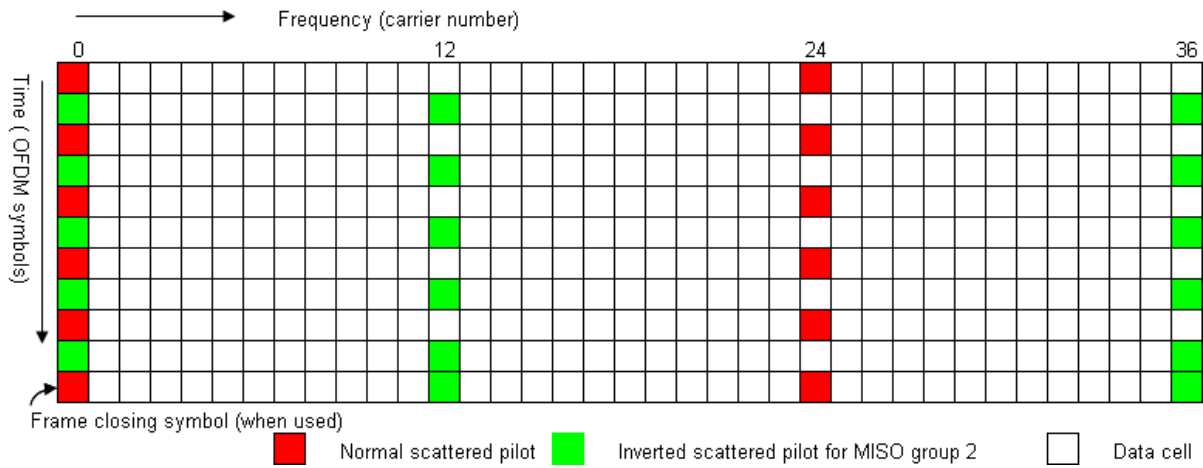 Frequency (carrier number)
0 12 24 36
Time ( OFDM symbols)
Frame closing symbol (when used)
Normal scattered pilot Inverted scattered pilot for MISO group 2 Data cell